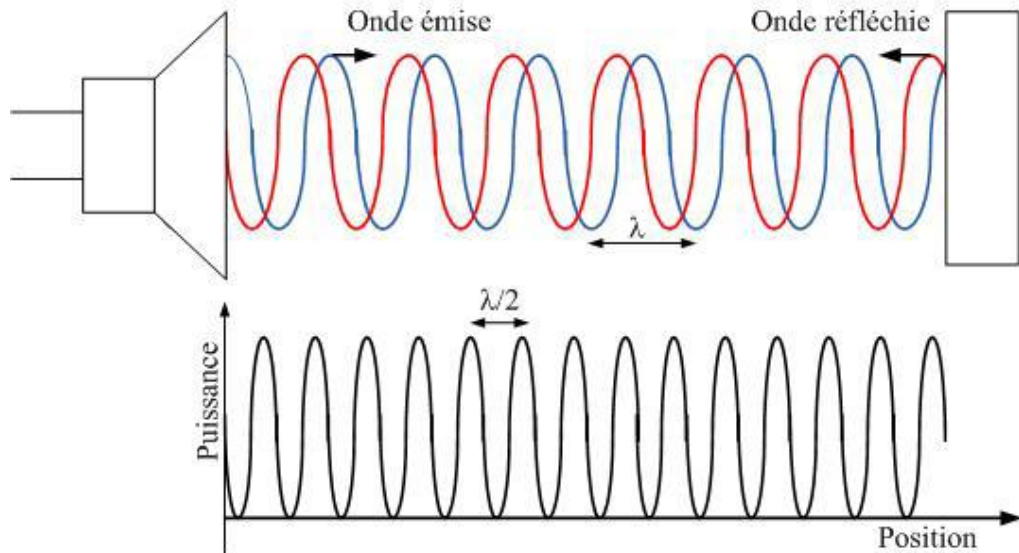 Onde émise
Onde réfléchie
λ
λ/2
Puissance
Position